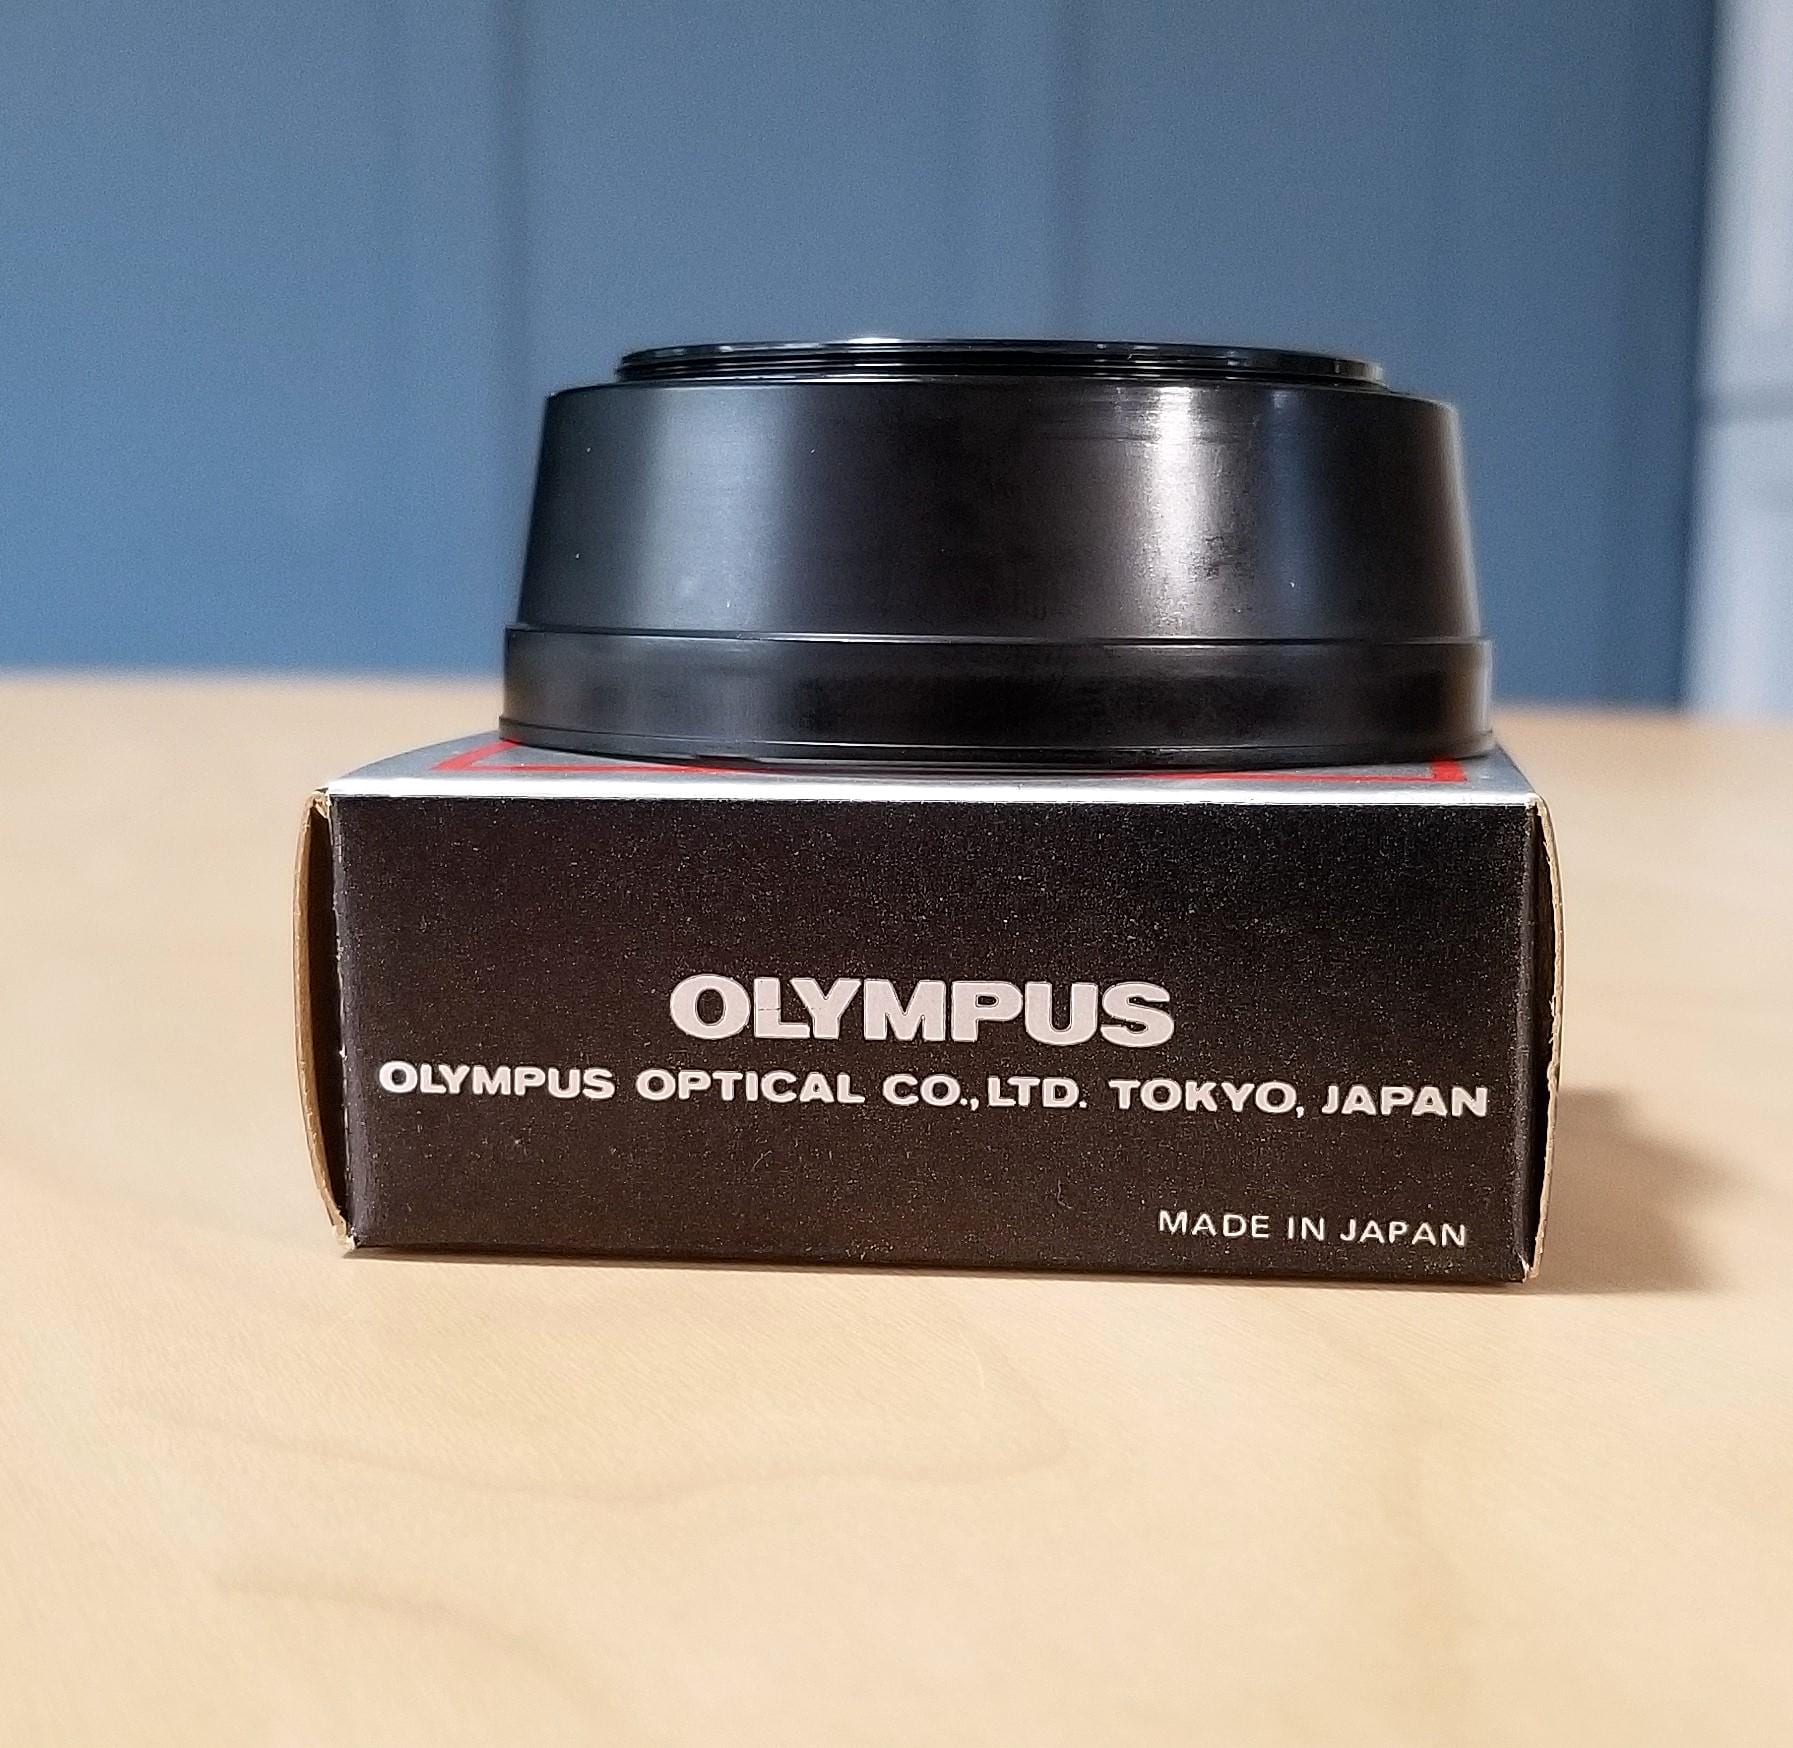 OLYMPUS
OLYMPUS OPTICAL CO.,LTD. TOKYO, JAPAN
MADE IN JAPAN